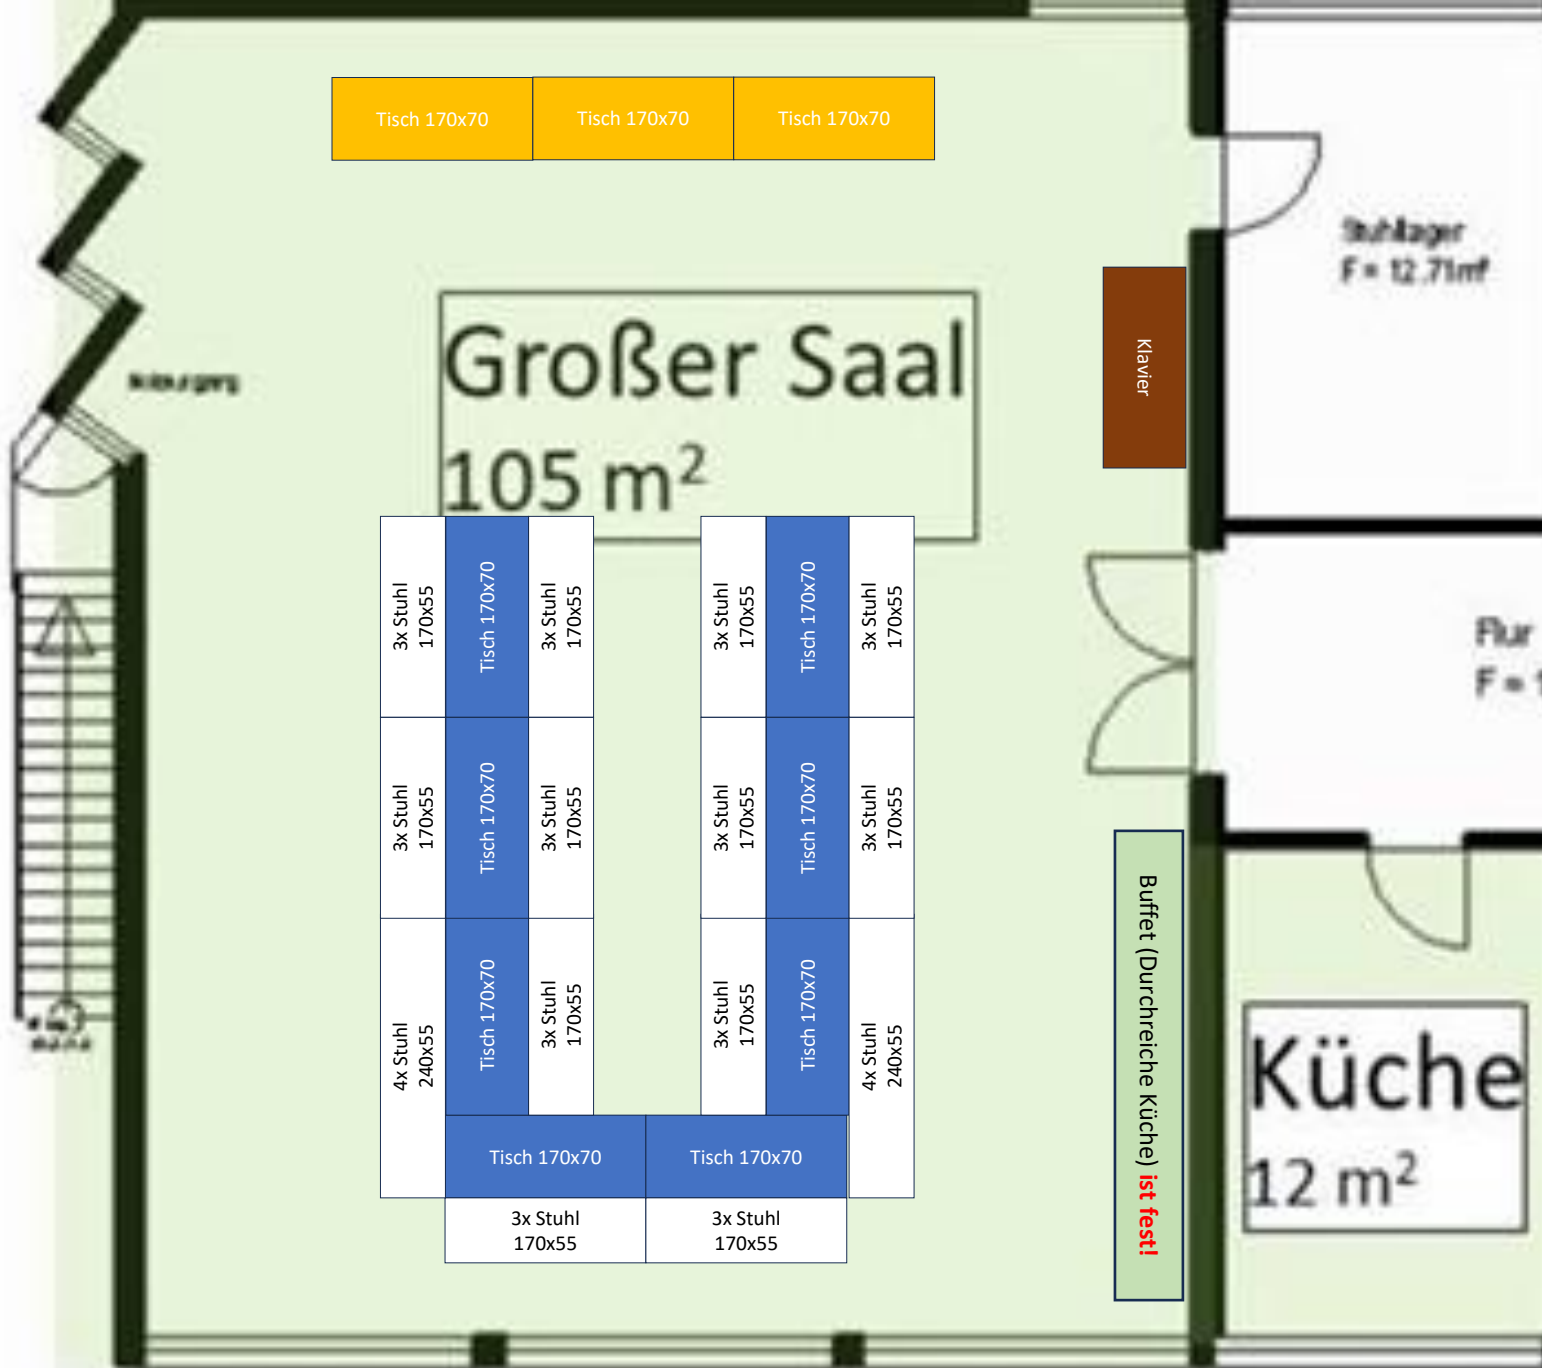 Tisch 170x70
Tisch 170x70
Tisch 170x70
Stuhllager
F = 12.71m²
Großer Saal
105 m²
Klavier
3x Stuhl
170x55
Tisch 170x70
3x Stuhl
170x55
3x Stuhl
170x55
Tisch 170x70
3x Stuhl
170x55
Flur
3x Stuhl
170x55
Tisch 170x70
3x Stuhl
170x55
3x Stuhl
170x55
Tisch 170x70
3x Stuhl
170x55
4x Stuhl
240x55
Tisch 170x70
3x Stuhl
170x55
3x Stuhl
170x55
Tisch 170x70
4x Stuhl
240x55
Buffet (Durchreiche Küche) ist fest!
Küche
12 m²
Tisch 170x70
Tisch 170x70
3x Stuhl
170x55
3x Stuhl
170x55